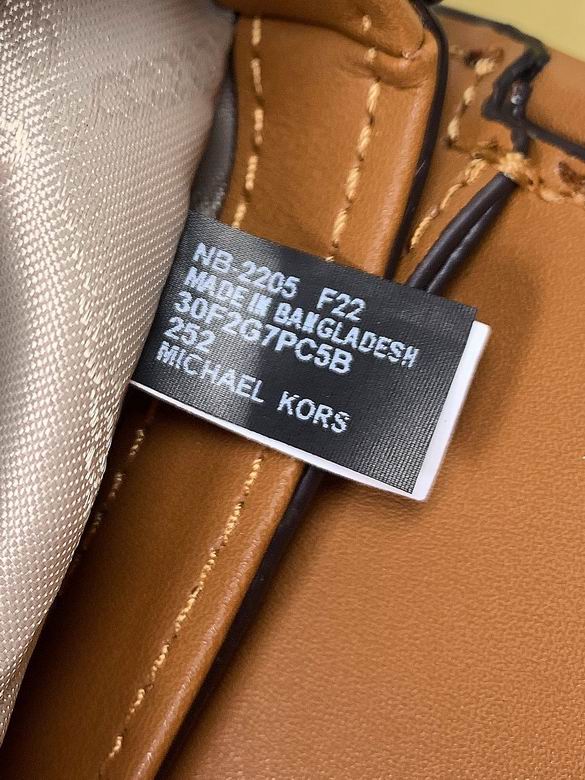 NB-2205 F22
MADE IN BANGLADESH
30F2G7PC5B
252
MICHAEL KORS